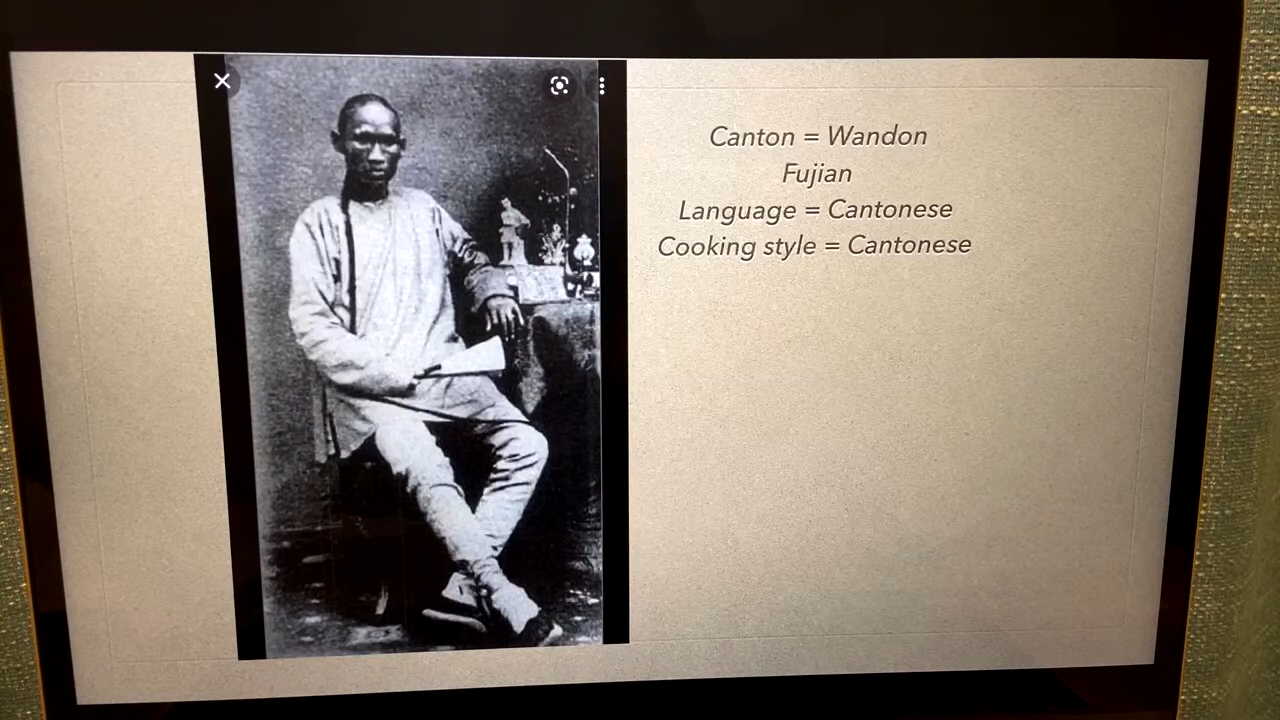 Canton = Wandon
Fujian
Language = Cantonese
Cooking style = Cantonese